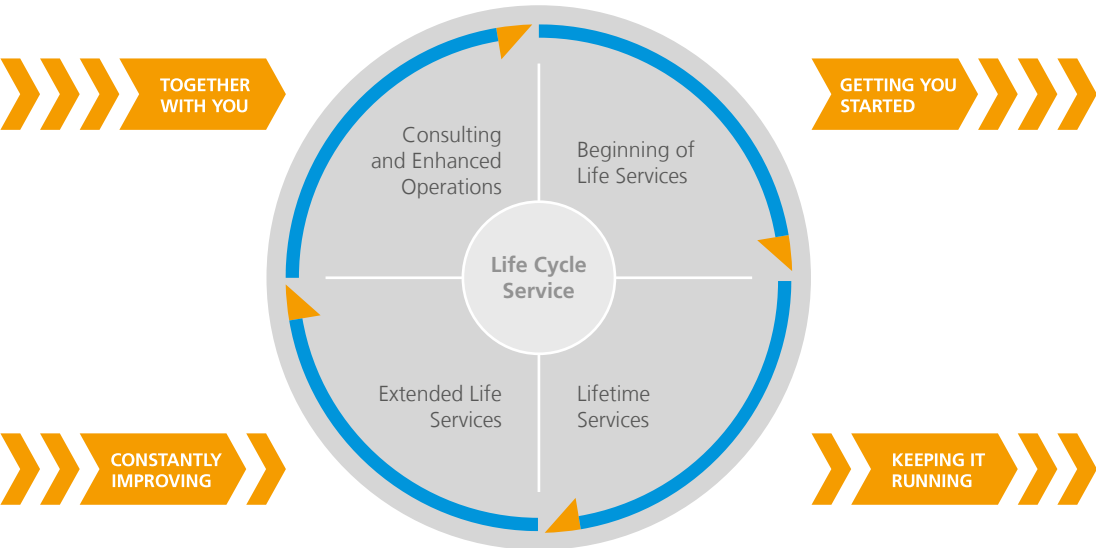 TOGETHER
WITH YOU
GETTING YOU
STARTED
Consulting
and Enhanced
Operations
Beginning of
Life Services
Life Cycle
Service
Extended Life
Services
Lifetime
Services
CONSTANTLY
IMPROVING
KEEPING IT
RUNNING